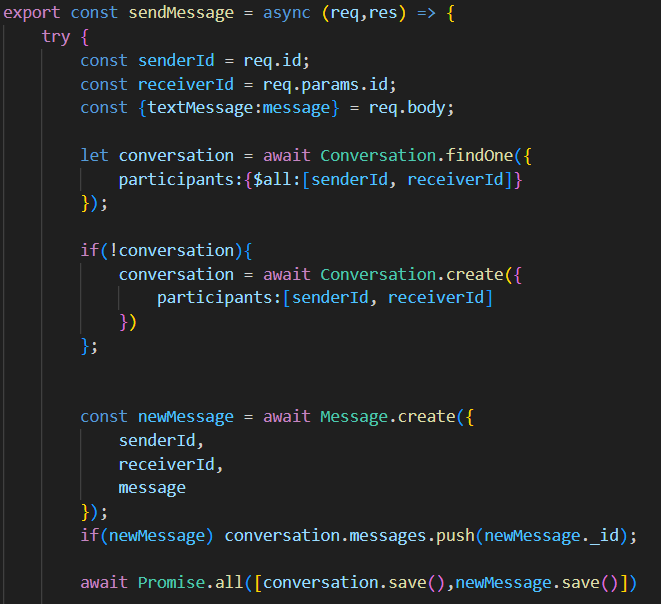 export const sendMessage = async (req,res) => {
    try {
        const senderId = req.id;
        const receiverId = req.params.id;
        const {textMessage:message} = req.body;

        let conversation = await Conversation.findOne({
            participants:{$all:[senderId, receiverId]}
        });

        if(!conversation){
            conversation = await Conversation.create({
                participants:[senderId, receiverId]
            })
        };


        const newMessage = await Message.create({
            senderId,
            receiverId,
            message
        });
        if(newMessage) conversation.messages.push(newMessage._id);

        await Promise.all([conversation.save(),newMessage.save()])